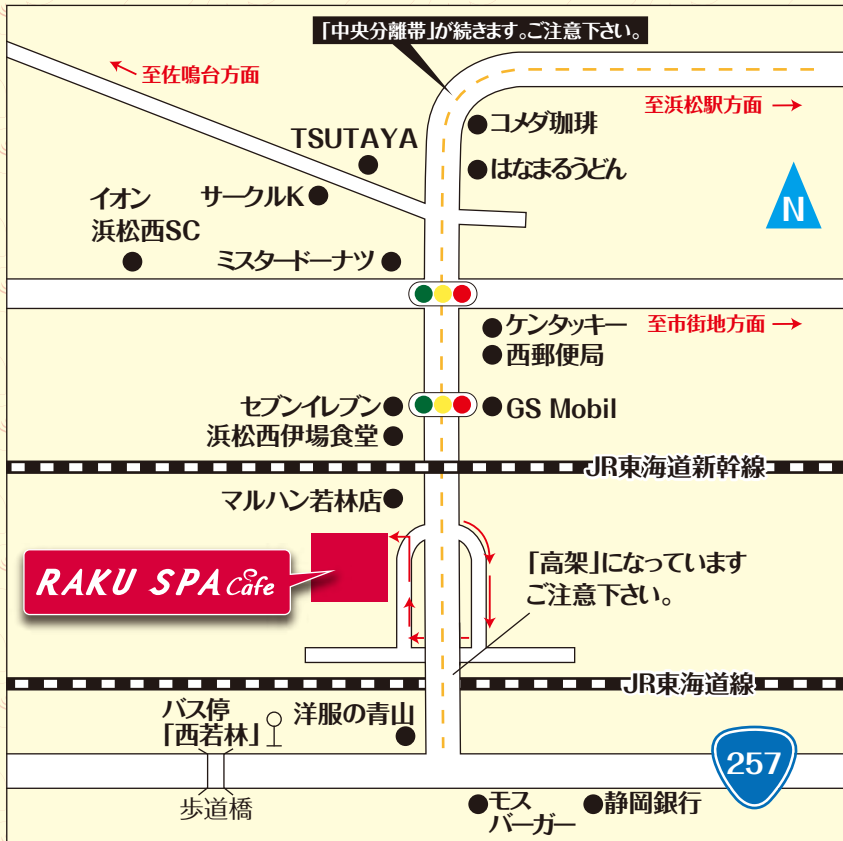 「中央分離帯」が続きます。ご注意下さい。
至佐鳴台方面
至浜松駅方面
コメダ珈琲
TSUTAYA
はなまるうどん
イオン
浜松西SC
サークルK
N
ミスタードーナツ
ケンタッキー
至市街地方面
西郵便局
セブンイレブン
GS Mobil
浜松西伊場食堂
JR東海道新幹線
マルハン若林店
RAKU SPA Cafe
「高架」になっています
ご注意下さい。
JR東海道線
バス停
「西若林」
洋服の青山
257
歩道橋
モス
バーガー
静岡銀行